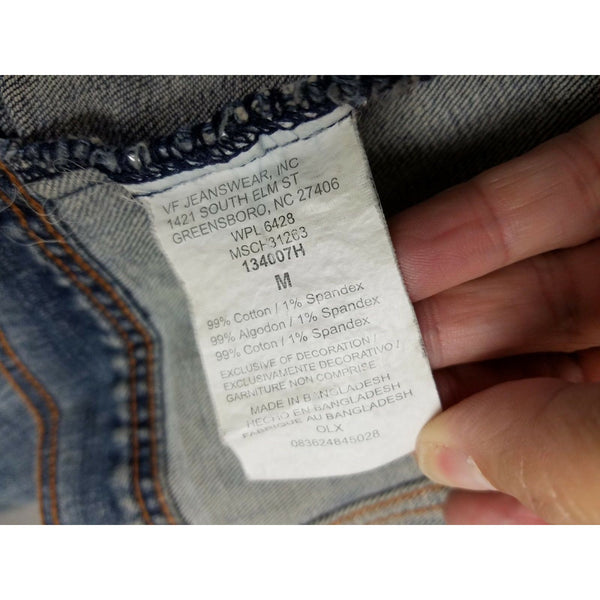 VF JEANSWEAR, INC
1421 SOUTH ELM ST
GREENSBORO, NC 27406
WPL 6428
MSCH31263
134007H
M
99% Cotton / 1% Spandex
99% Algodon / 1% Spandex
99% Coton / 1% Spandex
EXCLUSIVE OF DECORATION /
EXCLUSIVAMENTE DECORATIVO /
GARNITURE NON COMPRISE
MADE IN BANGLADESH
HECHO EN BANGLADESH
FABRIQUE AU BANGLADESH
OLX
083624845028